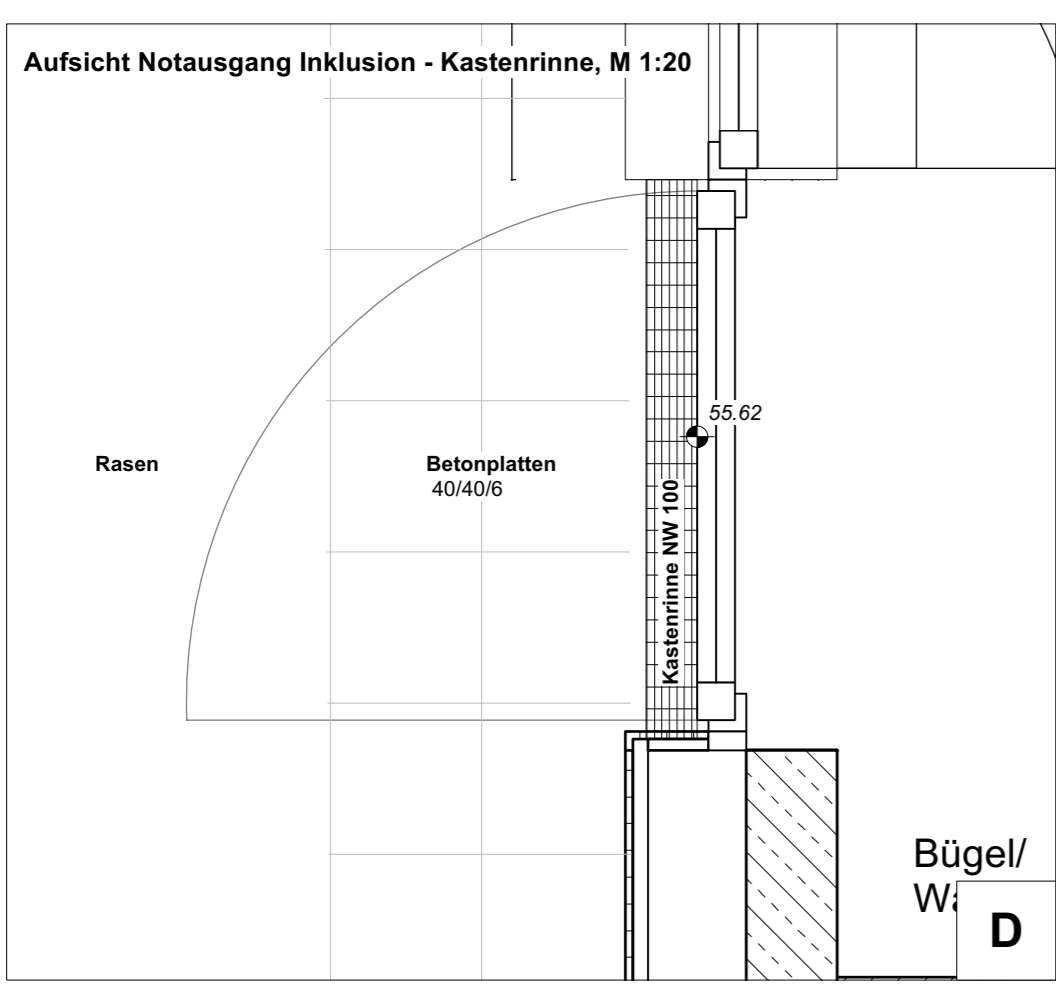 Aufsicht Notausgang Inklusion - Kastenrinne, M 1:20
55.62
Rasen
Betonplatten
40/40/6
Kastenrinne NW 100
Bügel/
D